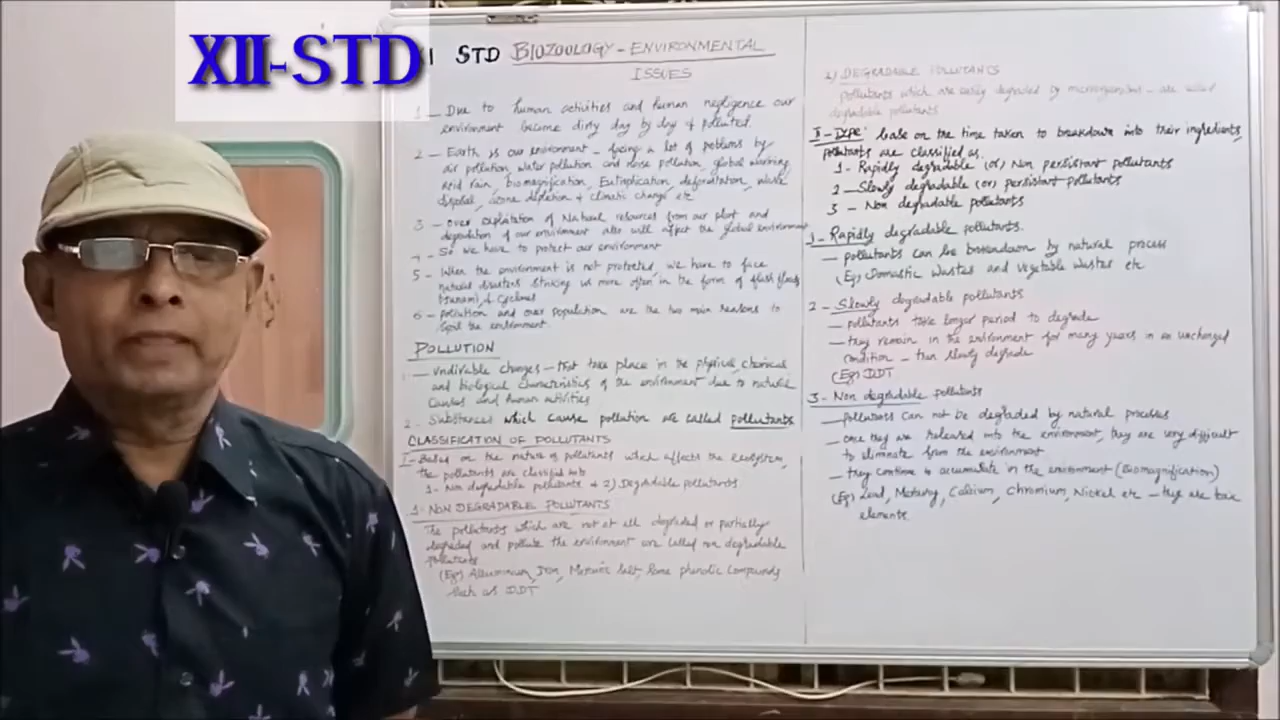 XII-STD
I STD BIOZOOLOGY - ENVIRONMENTAL
ISSUES
1 - Due to human activities and human negligence our
environment become dirty day by day & polluted.
2 - Earth is our environment - facing a lot of problems by
air pollution, water pollution and noise pollution, global warming,
Acid rain, biomagnification, Eutriplication, deforestation, waste
disposal, ozone depletion & climatic change etc
3 - Over exploitation of Natural resources from our plant and
degradation of our environment also will affect the global environment
4 - So we have to protect our environment
5 - When the environment is not protected, we have to face
natural disasters striking us more often in the form of flash floods,
tsunami, & cyclones
6 - pollution and over population are the two main reasons to
spoil the environment.
POLLUTION
1 - undivable changes - that take place in the physical, chemical
and biological characteristics of the environment due to natural
causes and human activities
2 - Substances which cause pollution are called pollutants
CLASSIFICATION OF POLLUTANTS
I - Based on the nature of pollutants which affects the ecosystem,
the pollutants are classified into
1 - Non degradable pollutants & 2) Degradable pollutants
1 - NON DEGRADABLE POLLUTANTS
The pollutants which are not at all degraded or partially
degraded and pollute the environment are called non degradable
pollutants
(Eg) Alluminium, Iron, Mercuric salt, Some phenolic compounds
such as DDT
2) DEGRADABLE POLLUTANTS
pollutants which are easily degraded by microorganisms - are called
degradable pollutants
II - TYPE: base on the time taken to breakdown into their ingredients,
pollutants are classified as.
1 - Rapidly degradable (or) Non persistant pollutants
2 - Slowly degradable (or) persistant pollutants
3 - Non degradable pollutants
1 - Rapidly degradable pollutants.
- pollutants can be breakdown by natural process
(Eg) Domastic wastes and vegetable wastes etc
2 - Slowly degradable pollutants
- pollutants take longer period to degrade
- they remain in the environment for many years in an unchanged
condition - then slowly degrade
(Eg) DDT
3 - Non degradable pollutants
- pollutants can not be degraded by natural processes
- once they are released into the environment, they are very difficult
to eliminate from the environment
- they continue to accumulate in the environment (Biomagnification)
(Eg) Lead, Mercury, Calcium, Chromium, Nickel etc - they are toxic
elements